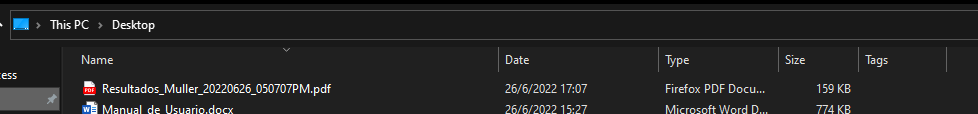 This PC > Desktop
Name Date Type Size Tags
cess
Resultados_Muller_20220626_050707PM.pdf 26/6/2022 17:07 Firefox PDF Docu... 159 KB
Manual_de_Usuario.docx 26/6/2022 15:27 Microsoft Word D... 774 KB